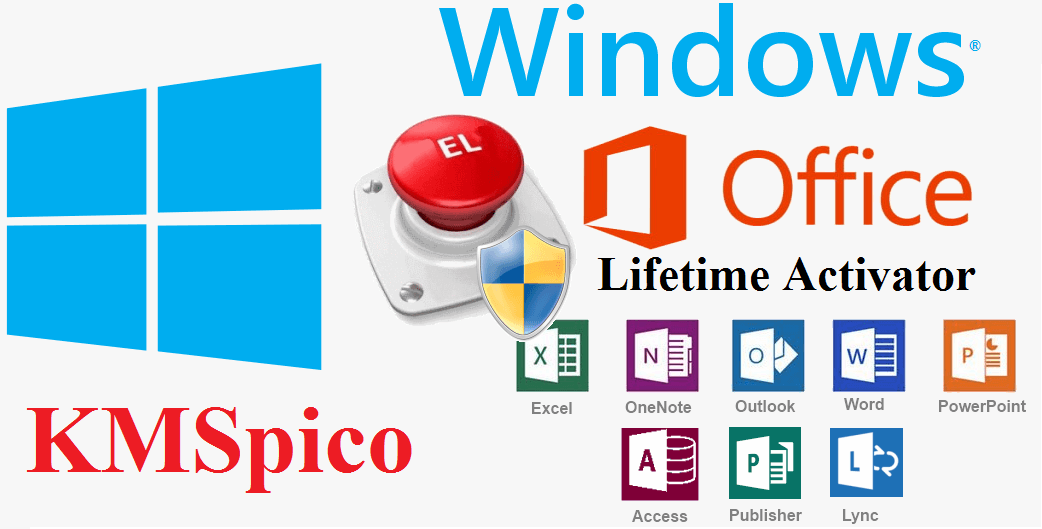 Windows®
EL
Office
Lifetime Activator
X
N
O
W
P
Excel
OneNote
Outlook
Word
PowerPoint
KMSpico
A
P
L
Access
Publisher
Lync